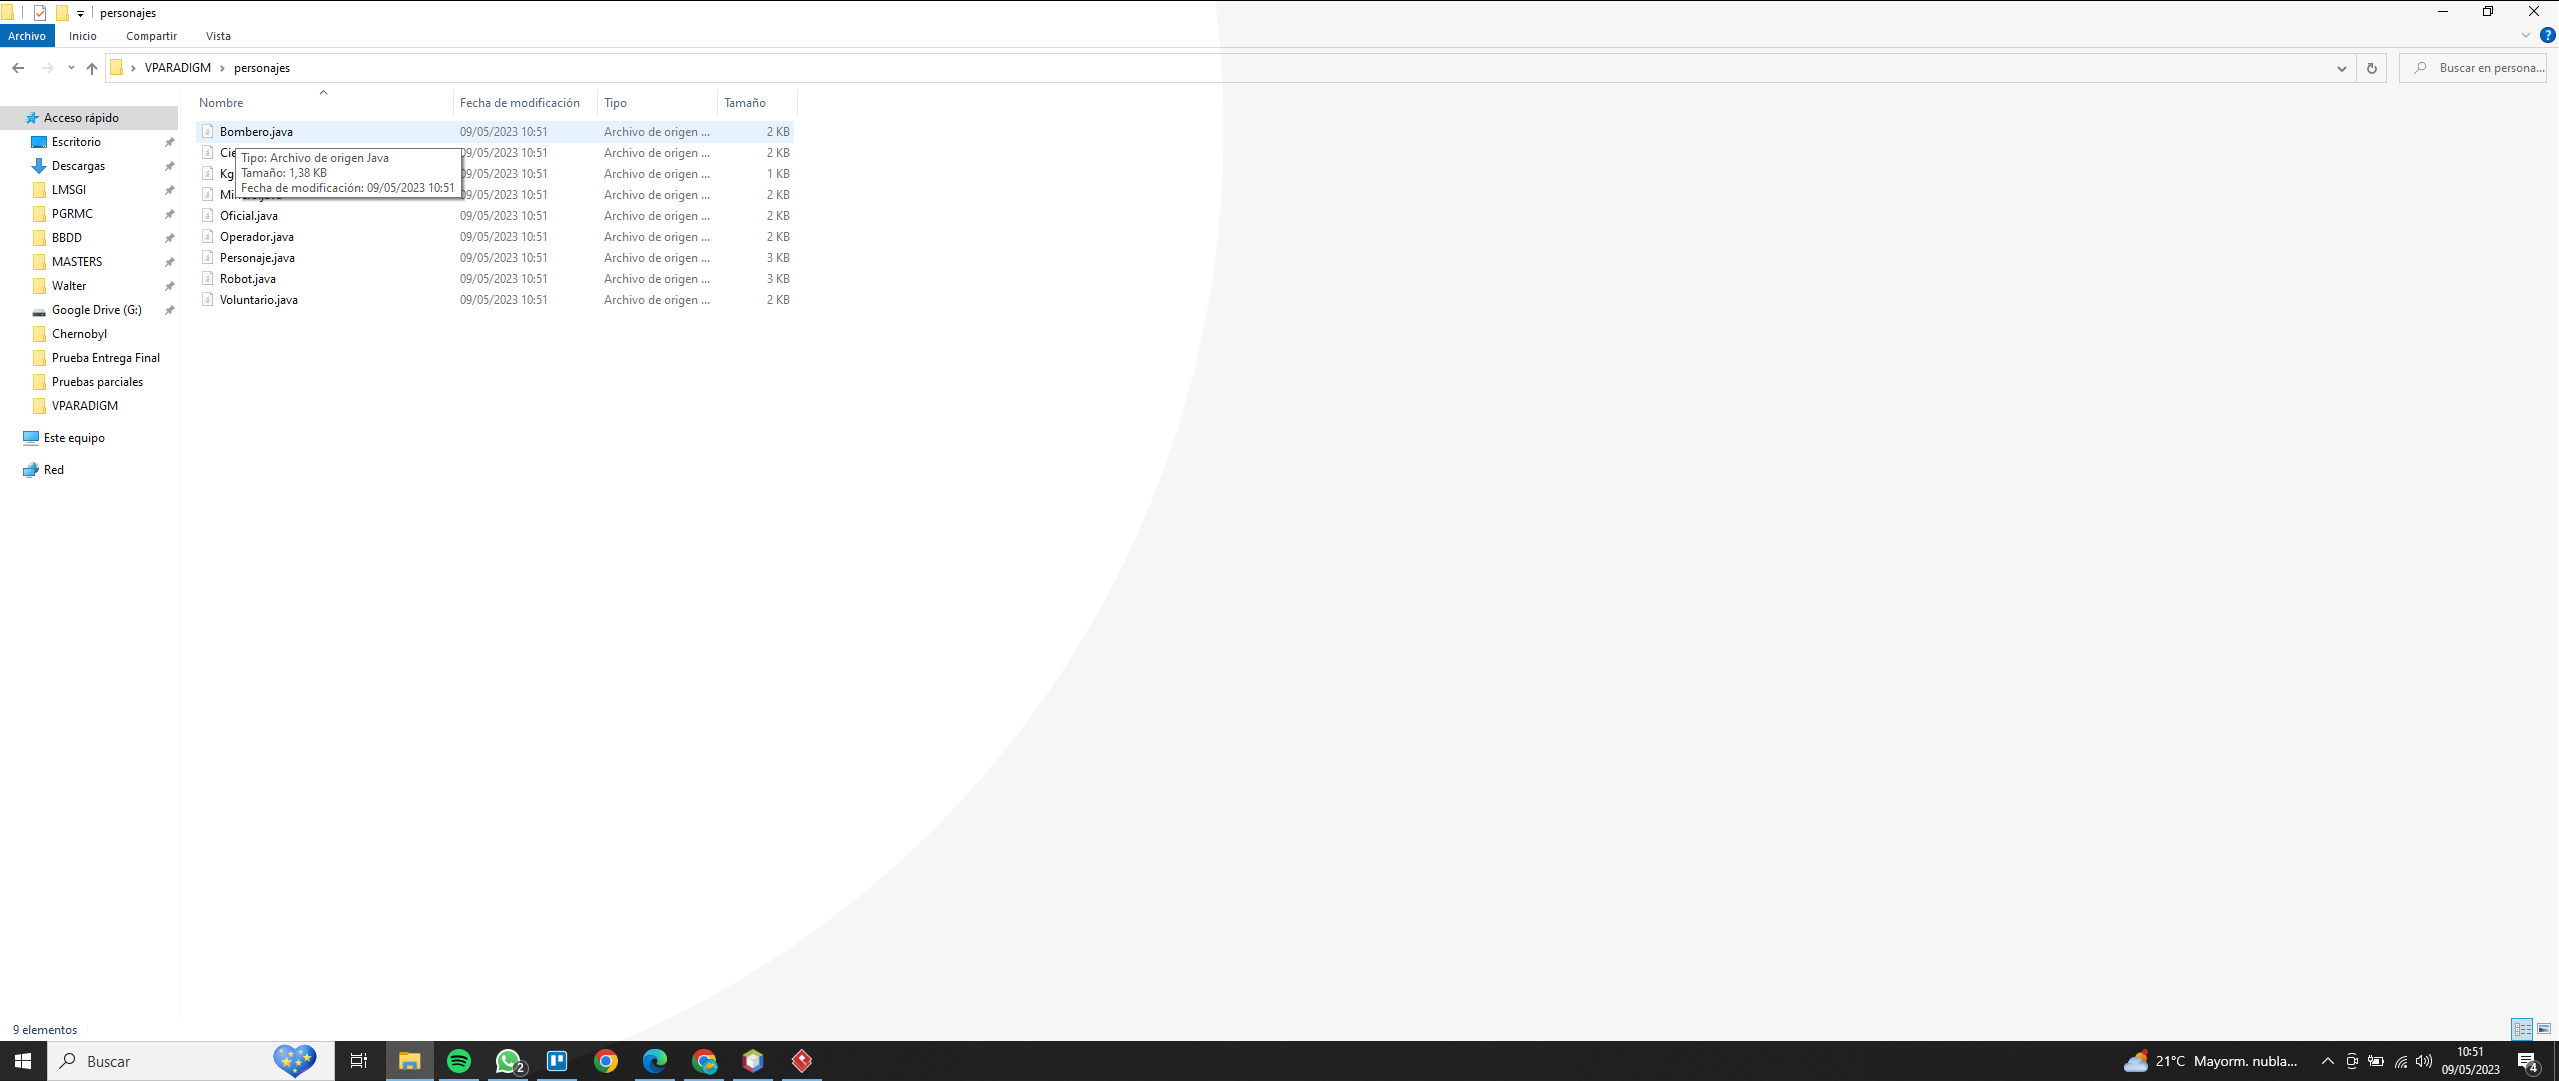 personajes
Archivo Inicio Compartir Vista
VPARADIGM personajes
Buscar en persona...
Nombre Fecha de modificación Tipo Tamaño
Acceso rápido
Escritorio
Descargas
LMSGI
PGRMC
BBDD
MASTERS
Walter
Google Drive (G:)
Chernobyl
Prueba Entrega Final
Pruebas parciales
VPARADIGM
Este equipo
Red
Bombero.java 09/05/2023 10:51 Archivo de origen ... 2 KB
09/05/2023 10:51 Archivo de origen ... 2 KB
09/05/2023 10:51 Archivo de origen ... 1 KB
09/05/2023 10:51 Archivo de origen ... 2 KB
Oficial.java 09/05/2023 10:51 Archivo de origen ... 2 KB
Operador.java 09/05/2023 10:51 Archivo de origen ... 2 KB
Personaje.java 09/05/2023 10:51 Archivo de origen ... 3 KB
Robot.java 09/05/2023 10:51 Archivo de origen ... 3 KB
Voluntario.java 09/05/2023 10:51 Archivo de origen ... 2 KB
Tipo: Archivo de origen Java
Tamaño: 1,38 KB
Fecha de modificación: 09/05/2023 10:51
9 elementos
Buscar
2
21°C Mayorm. nubla...
10:51
09/05/2023
4